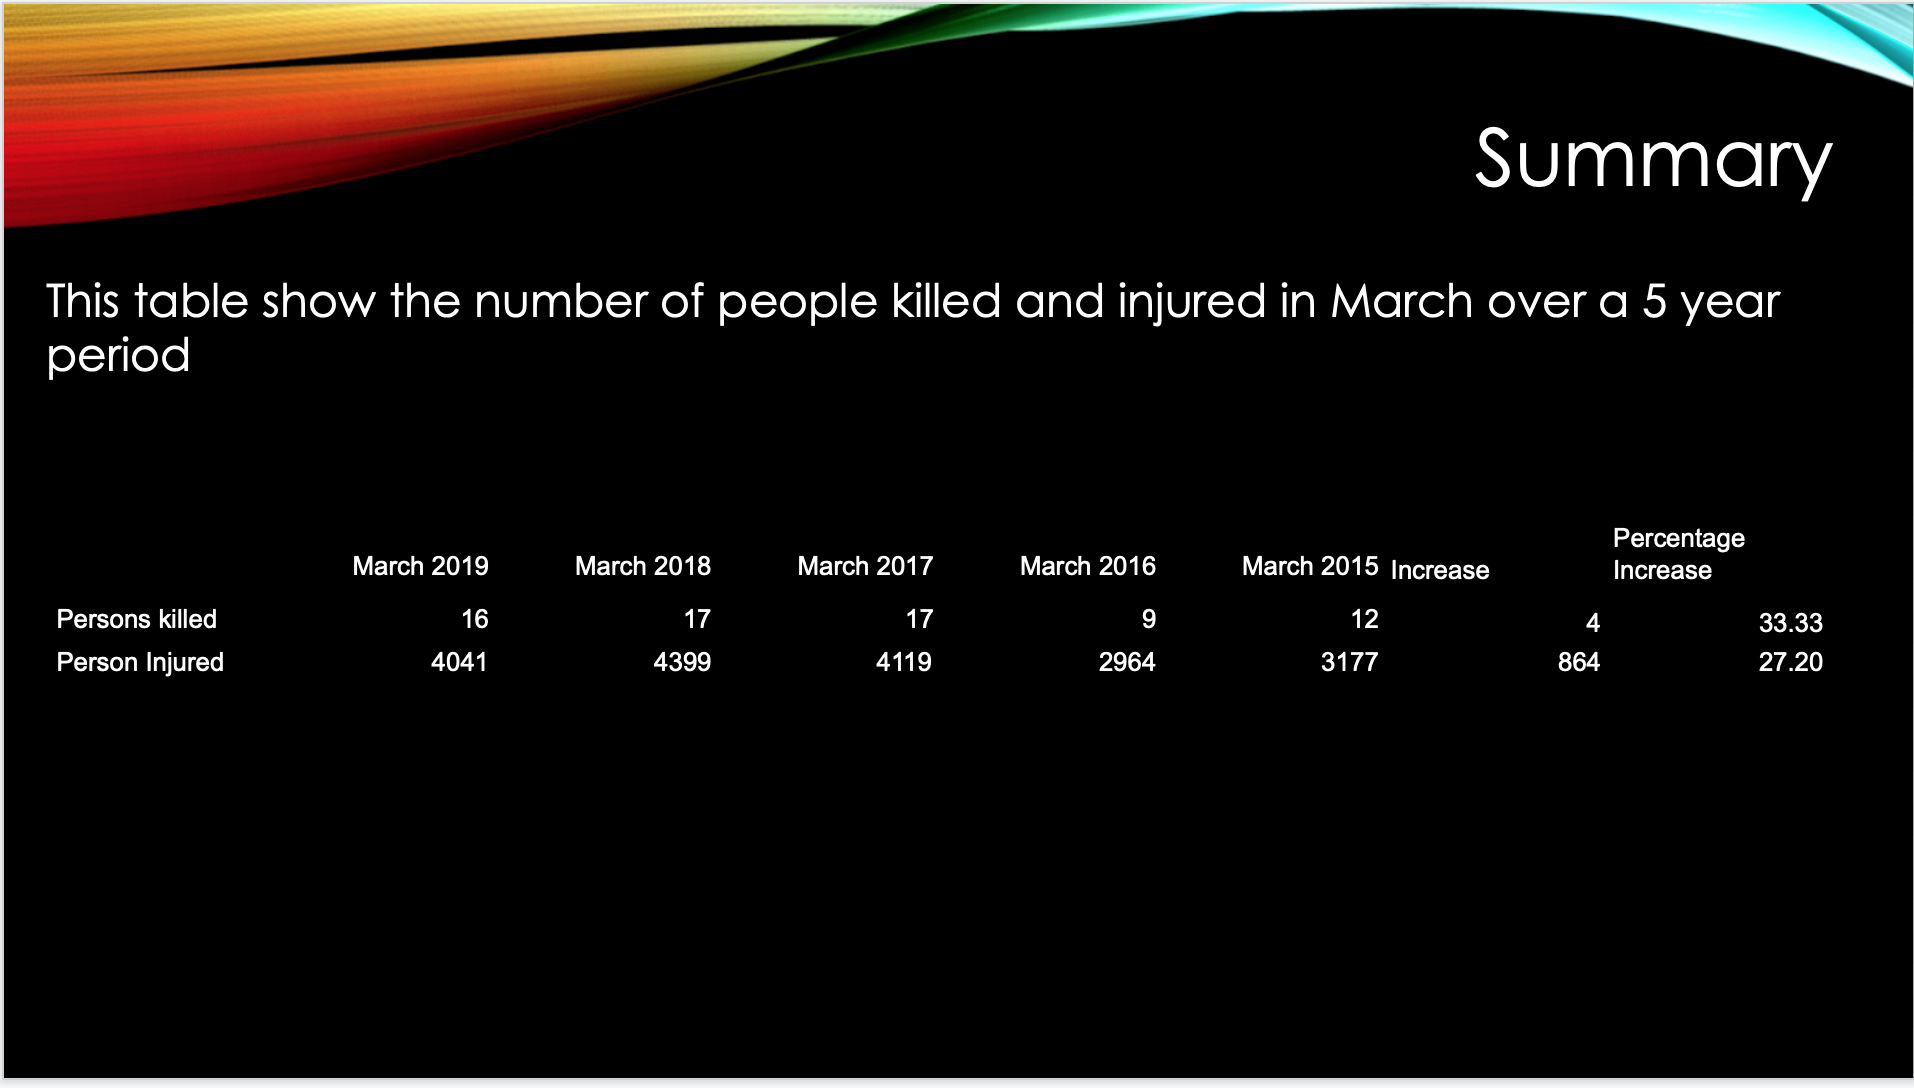 Summary
This table show the number of people killed and injured in March over a 5 year
period
March 2019 March 2018 March 2017 March 2016 March 2015 Increase Percentage Increase
Persons killed 16 17 17 9 12 4 33.33
Person Injured 4041 4399 4119 2964 3177 864 27.20